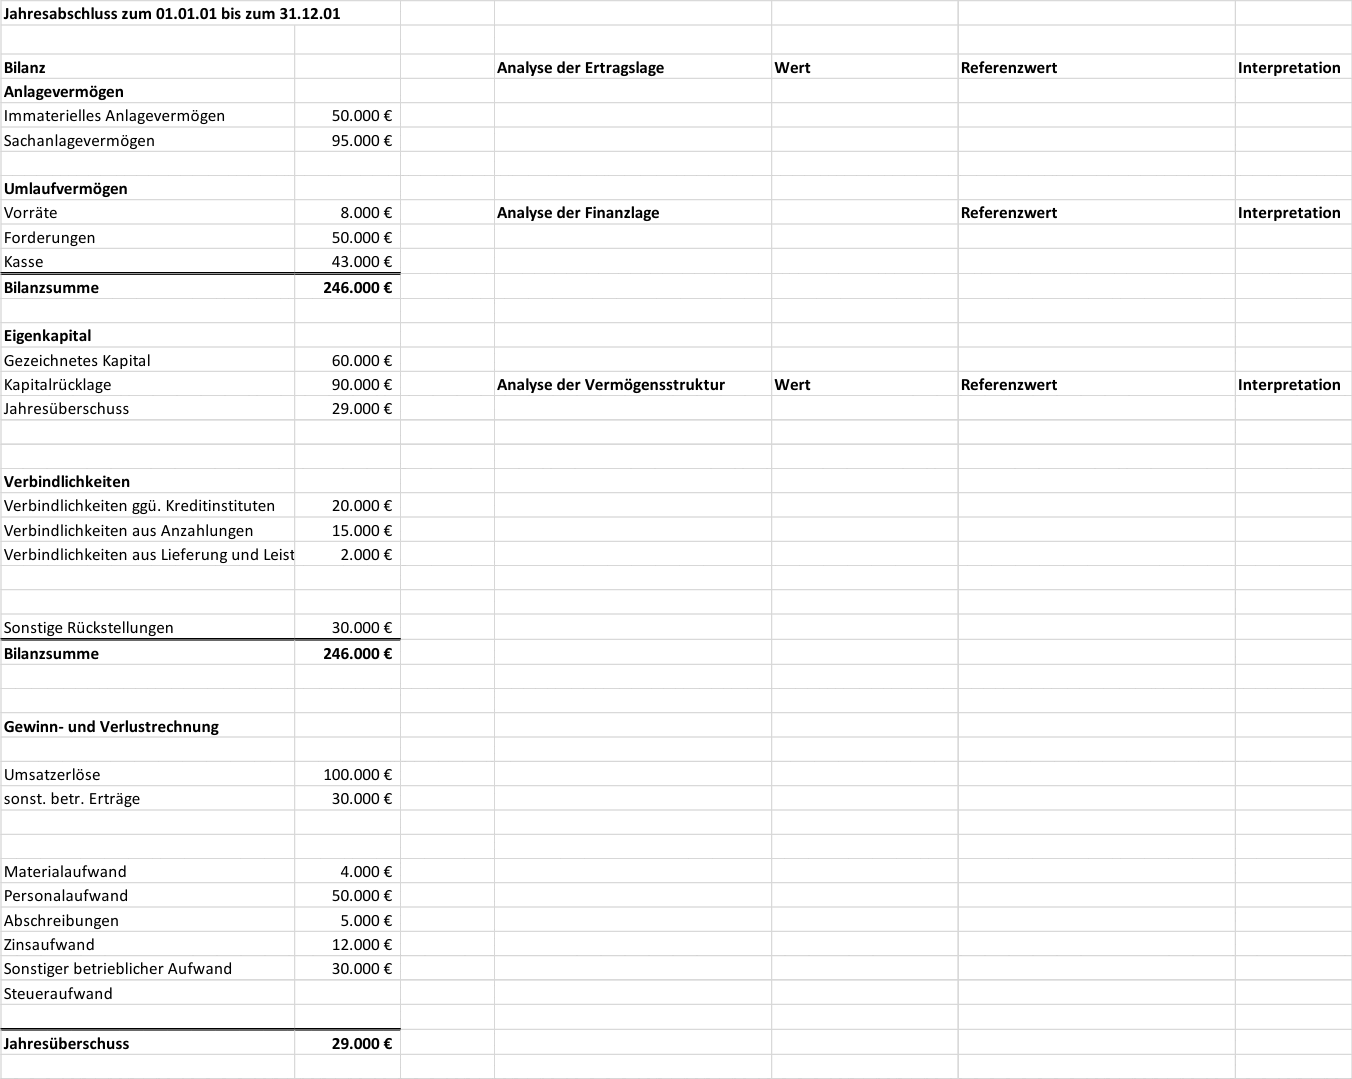 Jahresabschluss zum 01.01.01 bis zum 31.12.01
Bilanz Analyse der Ertragslage Wert Referenzwert Interpretation
Anlagevermögen
Immaterielles Anlagevermögen 50.000 €
Sachanlagevermögen 95.000 €
Umlaufvermögen
Vorräte 8.000 € Analyse der Finanzlage Referenzwert Interpretation
Forderungen 50.000 €
Kasse 43.000 €
Bilanzsumme 246.000 €
Eigenkapital
Gezeichnetes Kapital 60.000 €
Kapitalrücklage 90.000 € Analyse der Vermögensstruktur Wert Referenzwert Interpretation
Jahresüberschuss 29.000 €
Verbindlichkeiten
Verbindlichkeiten ggü. Kreditinstituten 20.000 €
Verbindlichkeiten aus Anzahlungen 15.000 €
Verbindlichkeiten aus Lieferung und Leist 2.000 €
Sonstige Rückstellungen 30.000 €
Bilanzsumme 246.000 €
Gewinn- und Verlustrechnung
Umsatzerlöse 100.000 €
sonst. betr. Erträge 30.000 €
Materialaufwand 4.000 €
Personalaufwand 50.000 €
Abschreibungen 5.000 €
Zinsaufwand 12.000 €
Sonstiger betrieblicher Aufwand 30.000 €
Steueraufwand
Jahresüberschuss 29.000 €